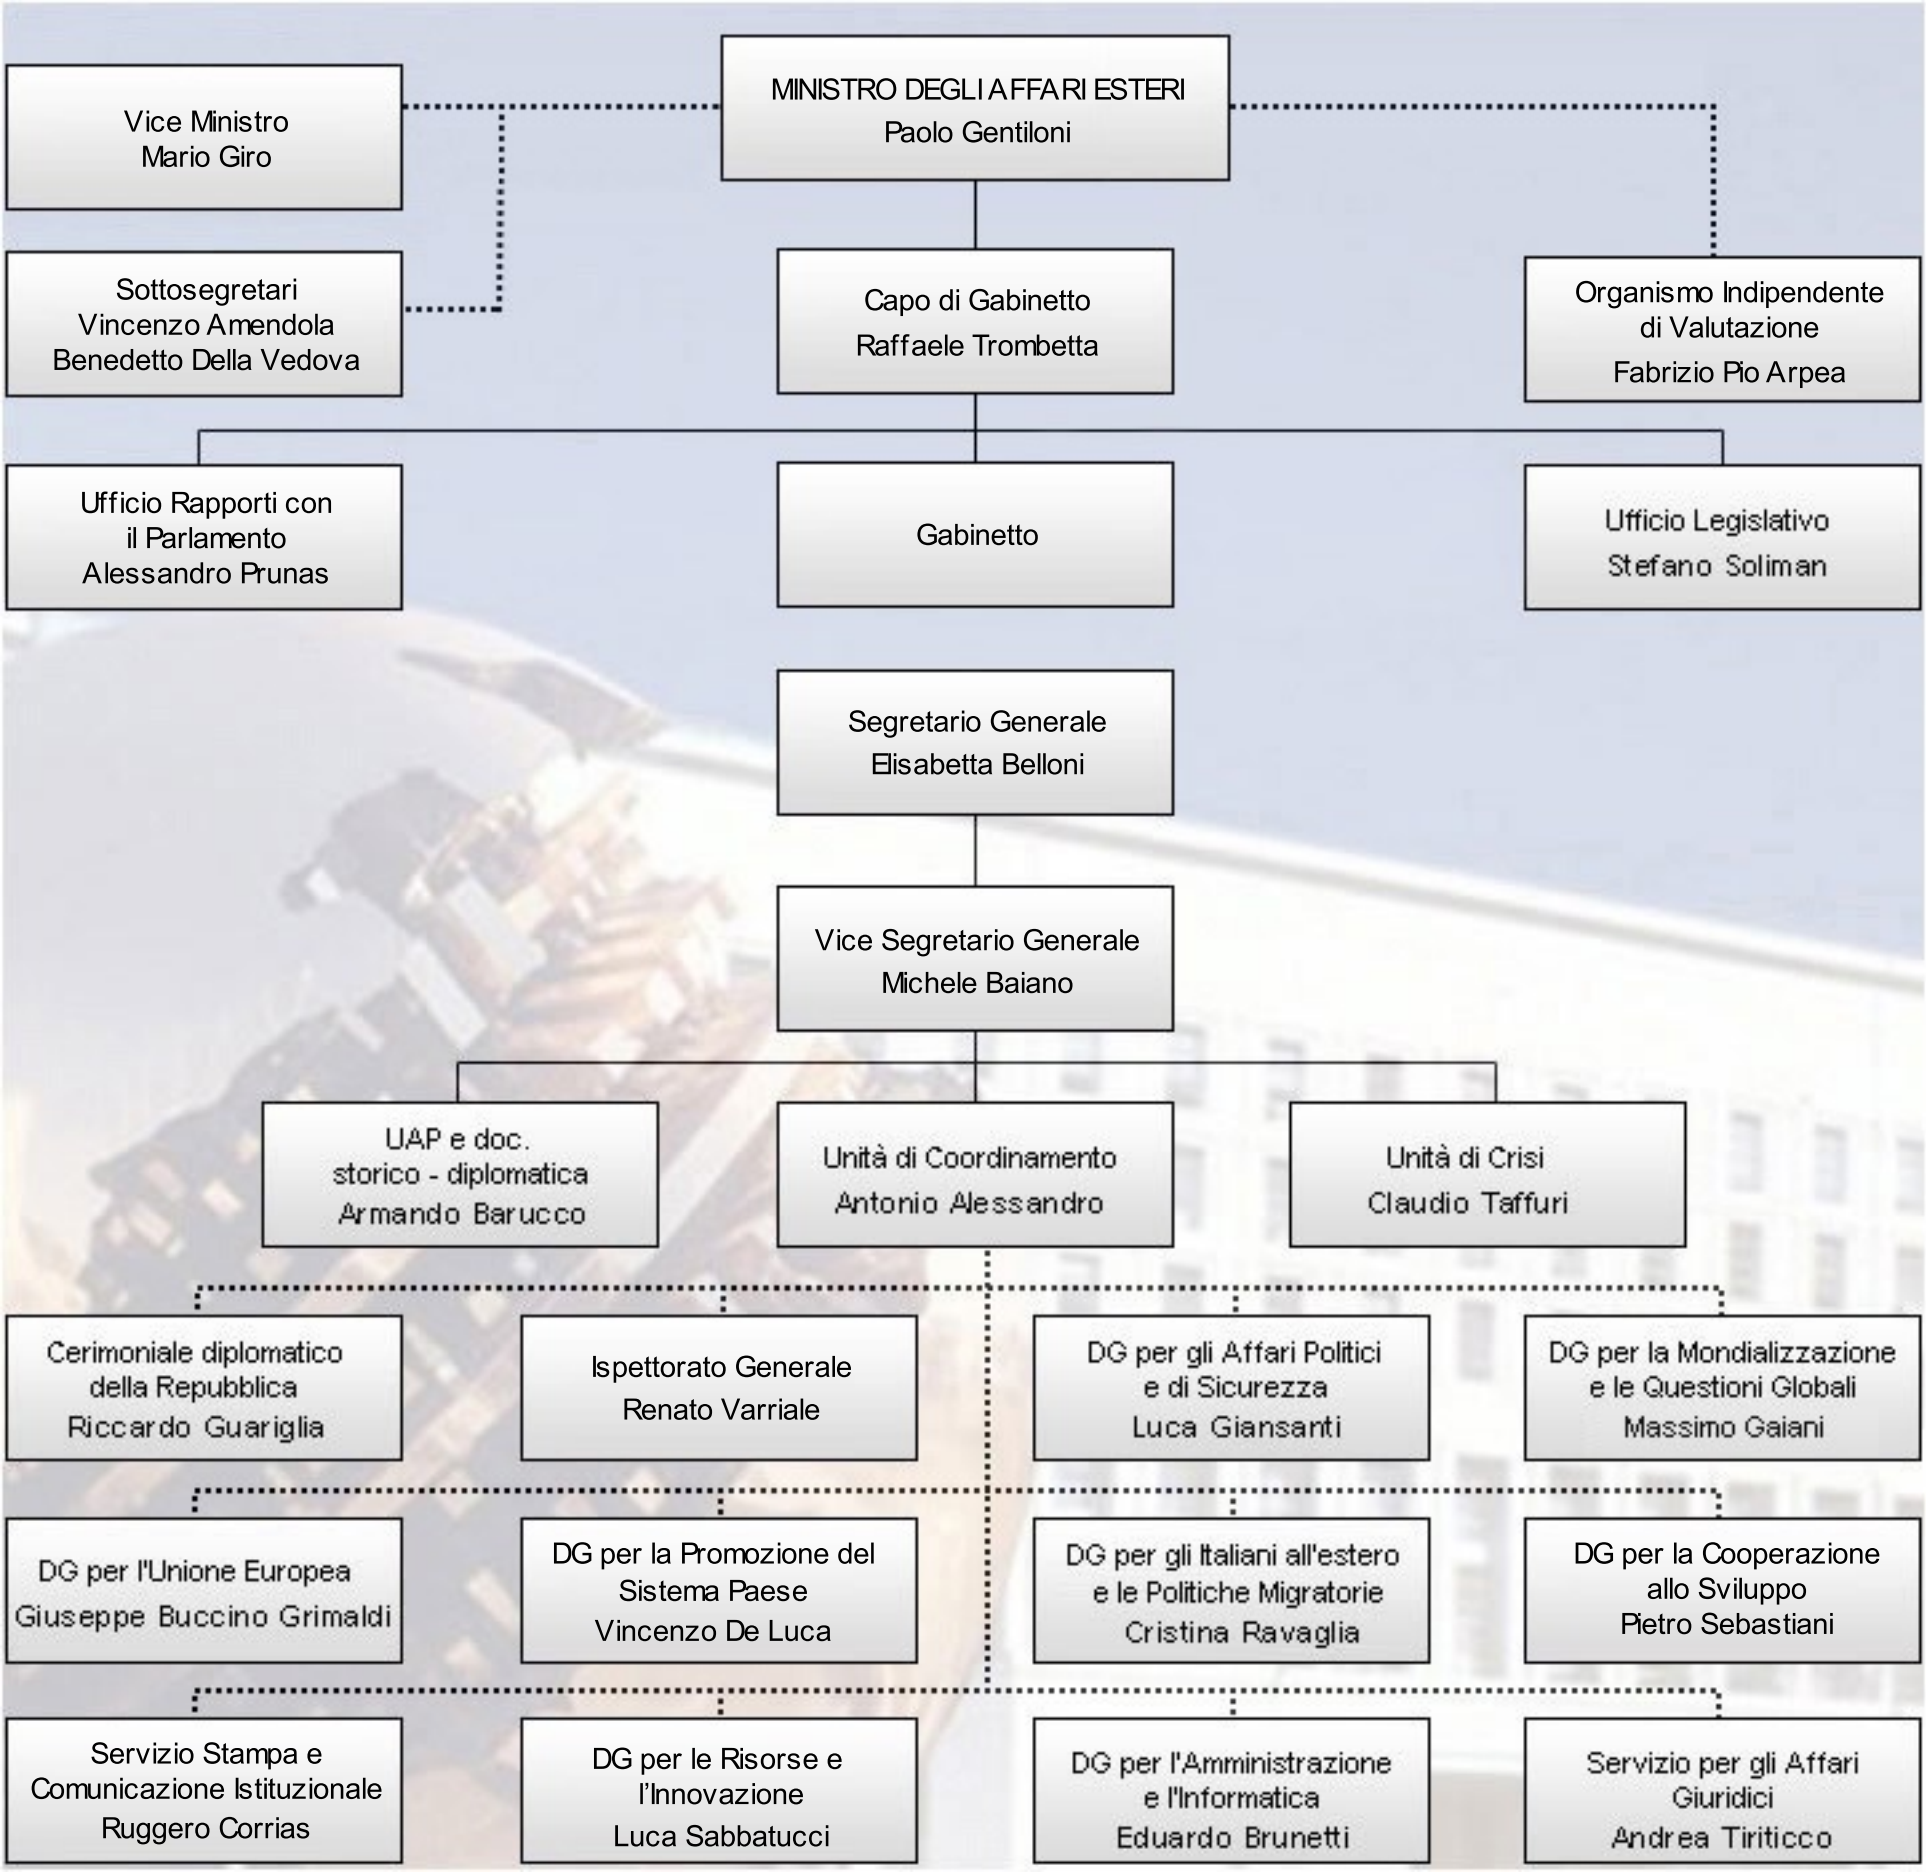 MINISTRO DEGLI AFFARI ESTERI
Paolo Gentiloni
Vice Ministro
Mario Giro
Sottosegretari
Vincenzo Amendola
Benedetto Della Vedova
Capo di Gabinetto
Raffaele Trombetta
Organismo Indipendente
di Valutazione
Fabrizio Pio Arpea
Ufficio Rapporti con
il Parlamento
Alessandro Prunas
Gabinetto
Ufficio Legislativo
Stefano Soliman
Segretario Generale
Elisabetta Belloni
Vice Segretario Generale
Michele Baiano
UAP e doc.
storico - diplomatica
Armando Barucco
Unità di Coordinamento
Antonio Alessandro
Unità di Crisi
Claudio Taffuri
Cerimoniale diplomatico
della Repubblica
Riccardo Guariglia
Ispettorato Generale
Renato Varriale
DG per gli Affari Politici
e di Sicurezza
Luca Giansanti
DG per la Mondializzazione
e le Questioni Globali
Massimo Gaiani
DG per l'Unione Europea
Giuseppe Buccino Grimaldi
DG per la Promozione del
Sistema Paese
Vincenzo De Luca
DG per gli Italiani all'estero
e le Politiche Migratorie
Cristina Ravaglia
DG per la Cooperazione
allo Sviluppo
Pietro Sebastiani
Servizio Stampa e
Comunicazione Istituzionale
Ruggero Corrias
DG per le Risorse e
l’Innovazione
Luca Sabbatucci
DG per l'Amministrazione
e l'Informatica
Eduardo Brunetti
Servizio per gli Affari
Giuridici
Andrea Tiriticco